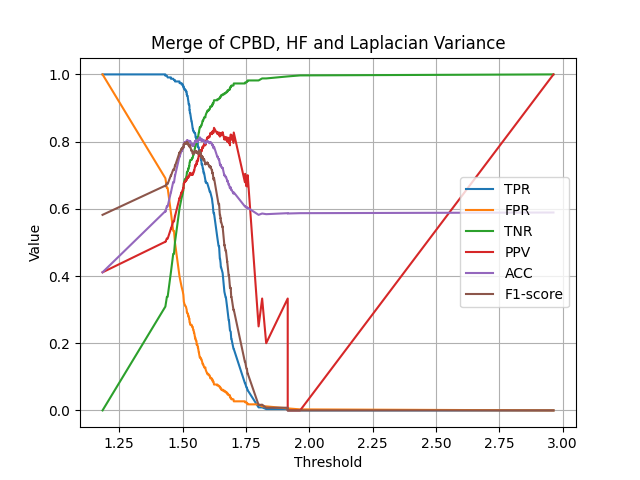 Merge of CPBD, HF and Laplacian Variance
1.0
0.8
0.6
0.4
0.2
0.0
Value
TPR
FPR
TNR
PPV
ACC
F1-score
1.25 1.50 1.75 2.00 2.25 2.50 2.75 3.00
Threshold